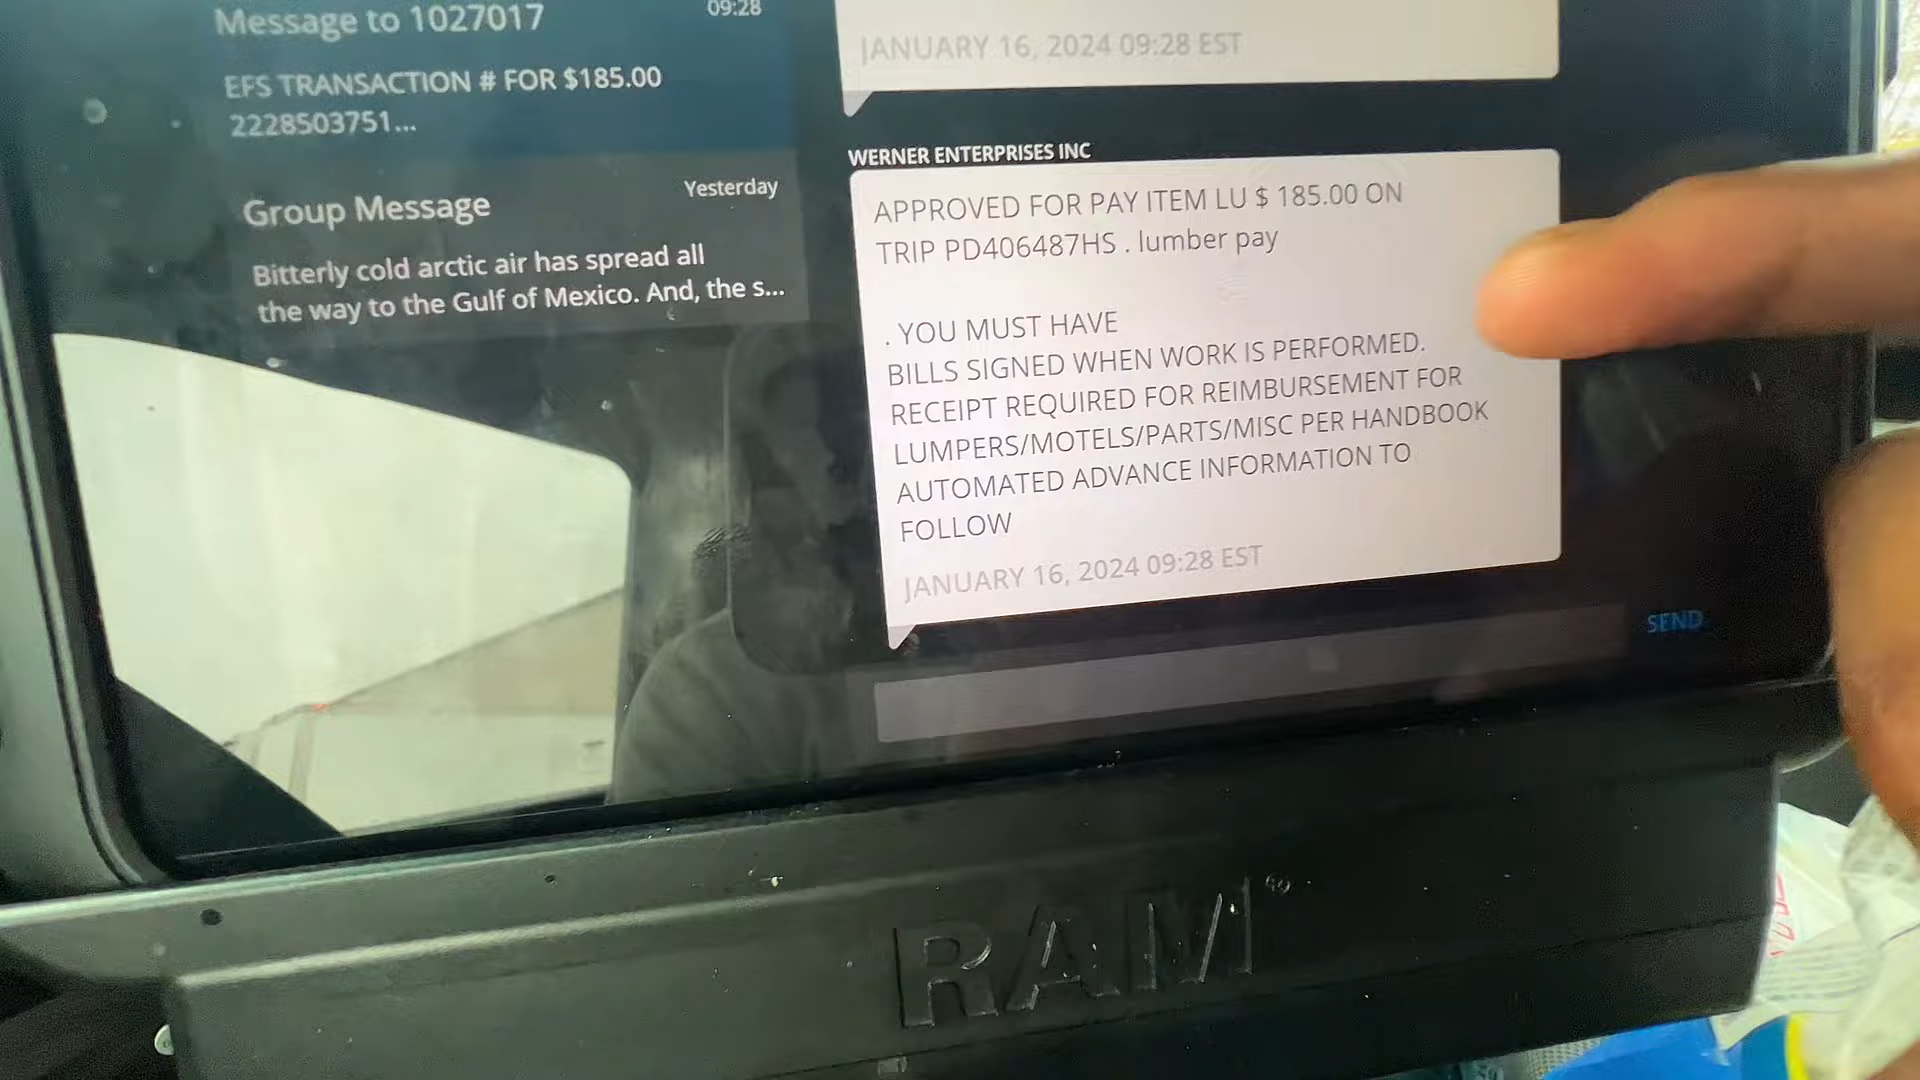 Message to 1027017
09:28
EFS TRANSACTION # FOR $185.00
2228503751...
Group Message
Yesterday
Bitterly cold arctic air has spread all
the way to the Gulf of Mexico. And, the s...
JANUARY 16, 2024 09:28 EST
WERNER ENTERPRISES INC
APPROVED FOR PAY ITEM LU $ 185.00 ON
TRIP PD406487HS . lumber pay
. YOU MUST HAVE
BILLS SIGNED WHEN WORK IS PERFORMED.
RECEIPT REQUIRED FOR REIMBURSEMENT FOR
LUMPERS/MOTELS/PARTS/MISC PER HANDBOOK
AUTOMATED ADVANCE INFORMATION TO
FOLLOW
JANUARY 16, 2024 09:28 EST
SEND
RAM®